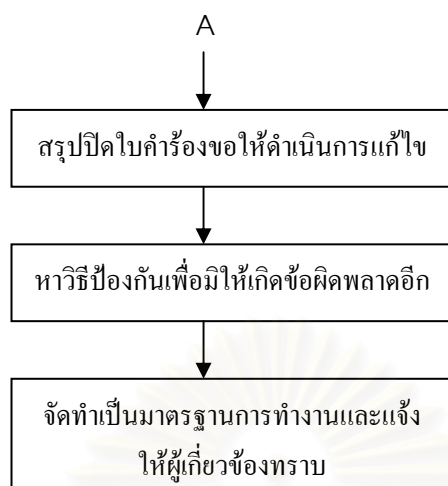 A
สรุปปิดใบคำร้องขอให้ดำเนินการแก้ไข
หาวิธีป้องกันเพื่อมิให้เกิดข้อผิดพลาดอีก
จัดทำเป็นมาตรฐานการทำงานและแจ้ง
ให้ผู้เกี่ยวข้องทราบ